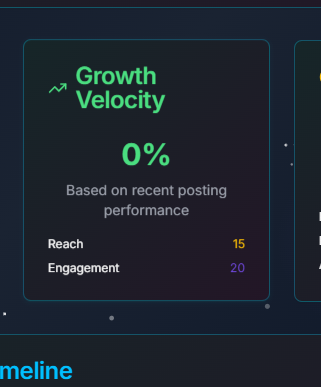 Growth
Velocity
0%
Based on recent posting
performance
Reach 15
Engagement 20
meline